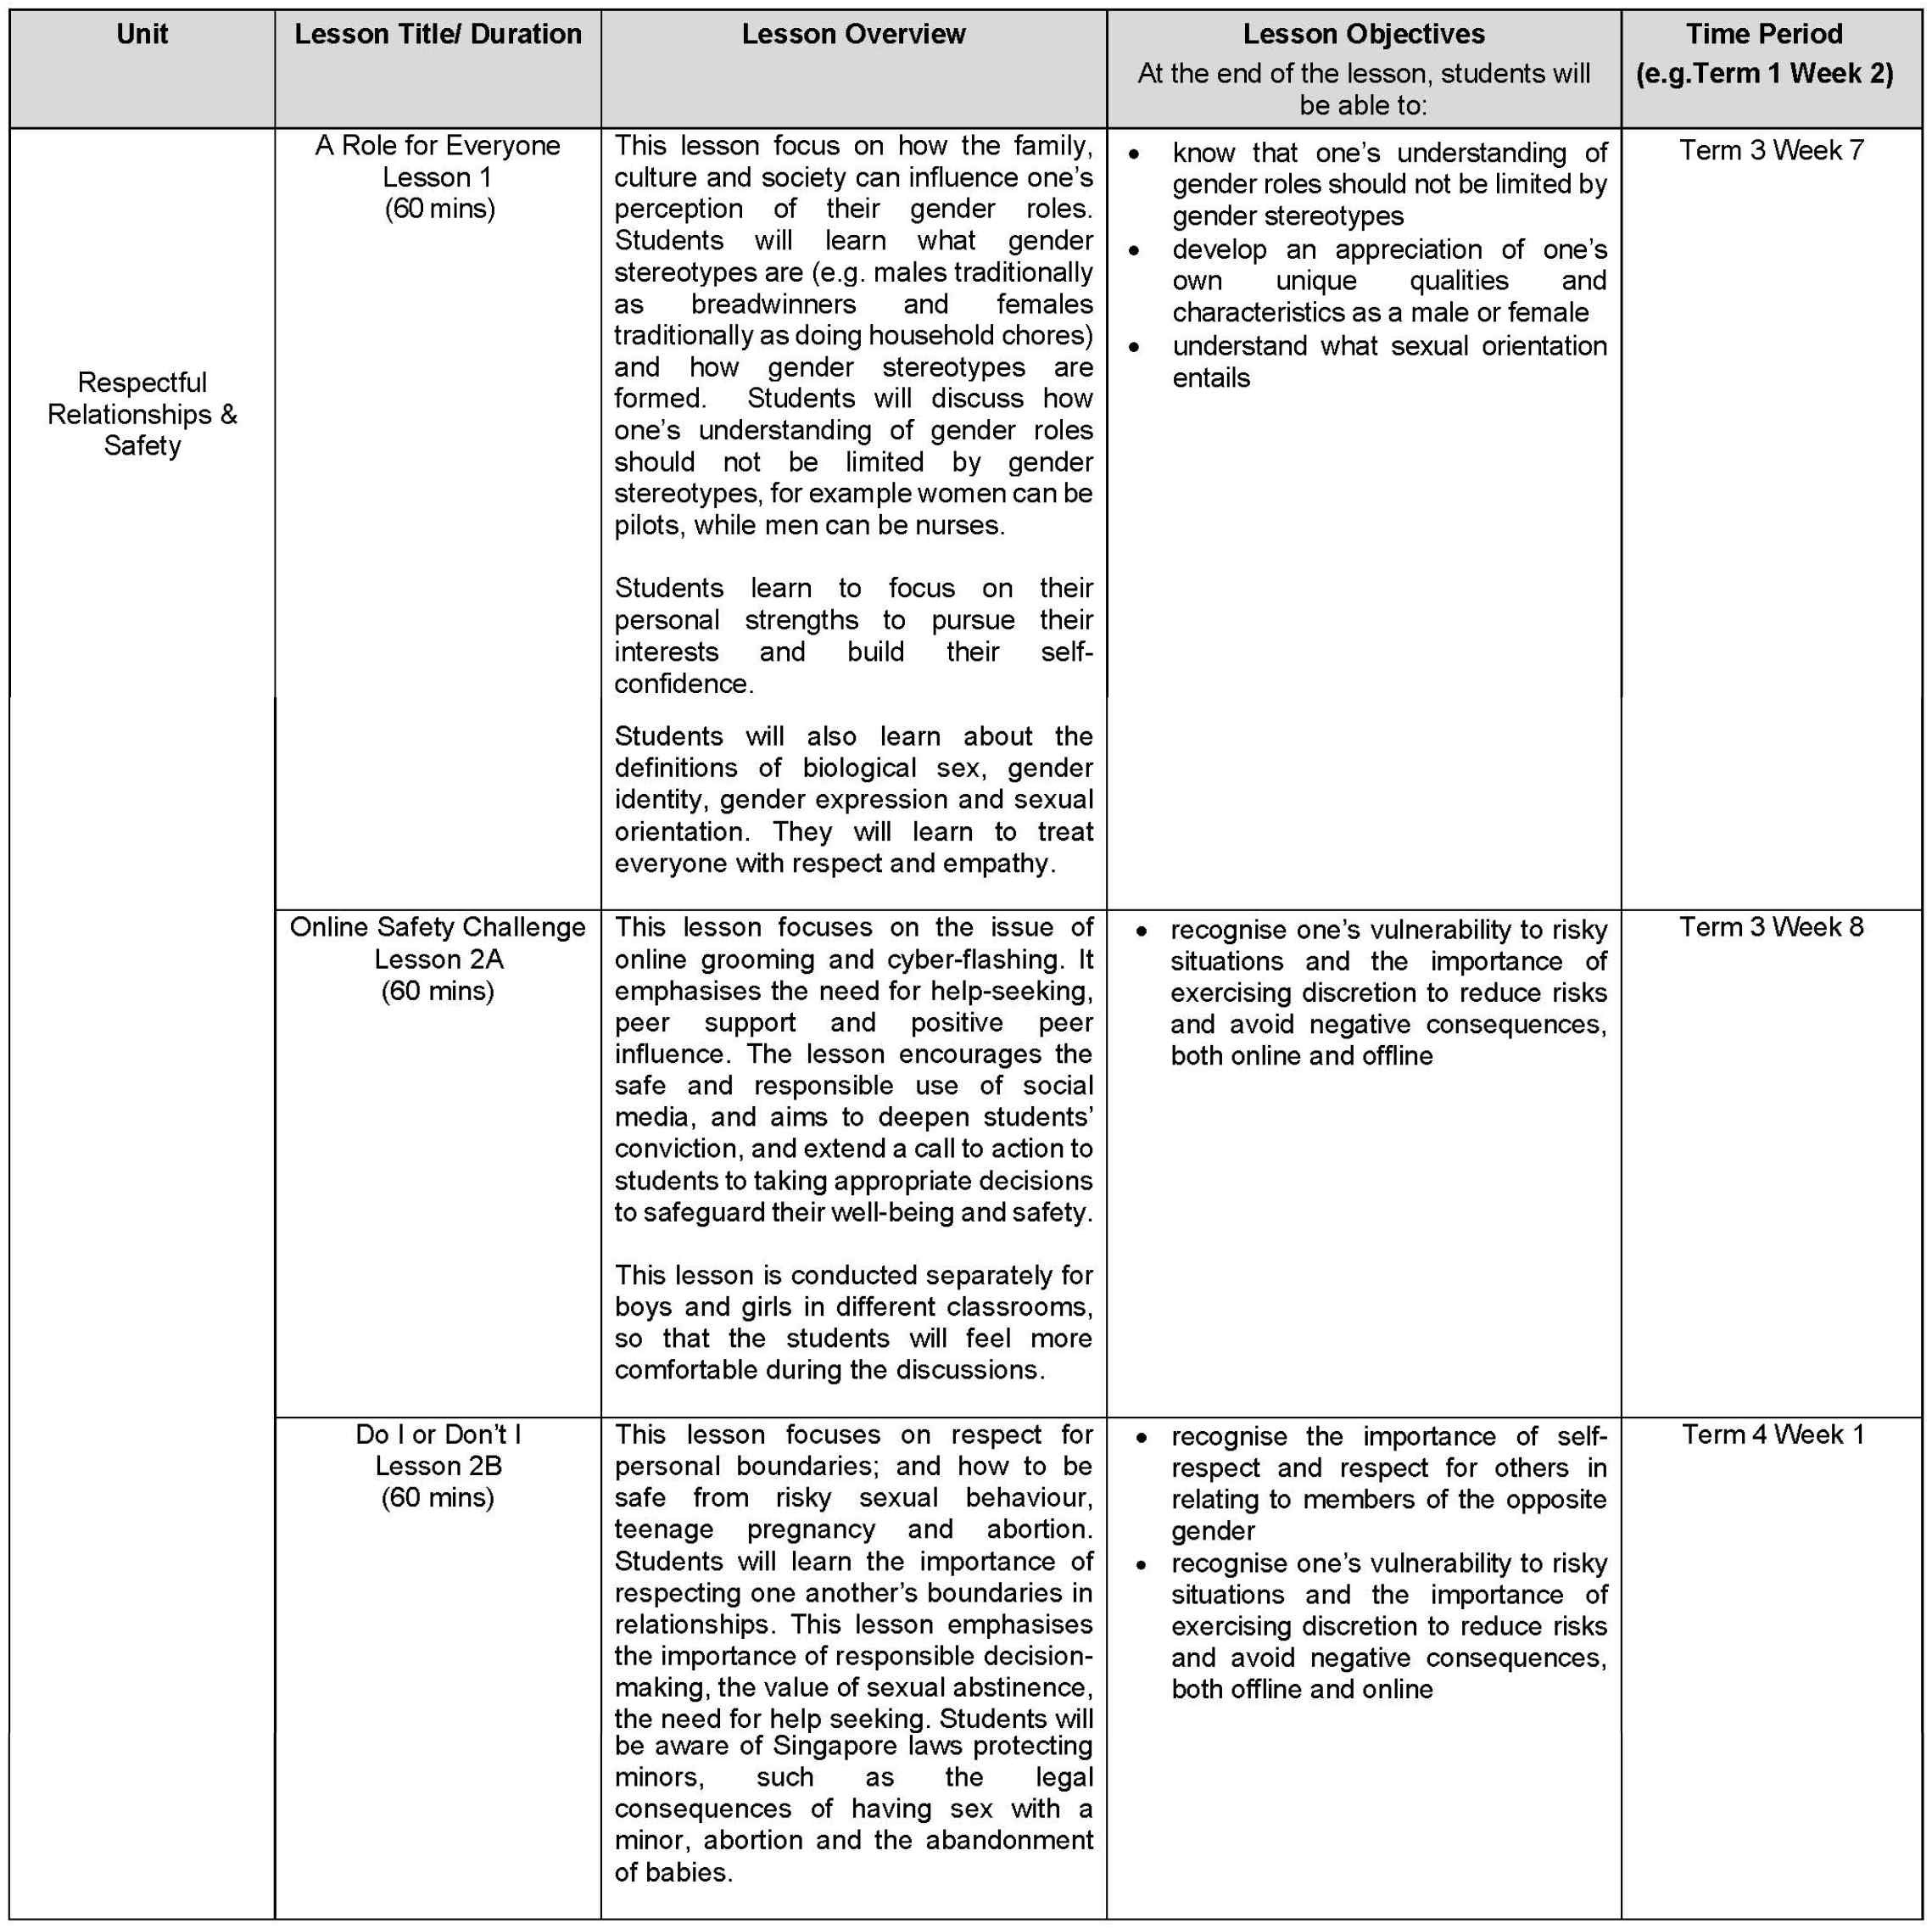 Unit
Lesson Title/ Duration
Lesson Overview
Lesson Objectives
At the end of the lesson, students will
be able to:
Time Period
(e.g.Term 1 Week 2)
Respectful
Relationships &
Safety
A Role for Everyone
Lesson 1
(60 mins)
This lesson focus on how the family,
culture and society can influence one's
perception of their gender roles.
Students will learn what gender
stereotypes are (e.g. males traditionally
as breadwinners and females
traditionally as doing household chores)
and how gender stereotypes are
formed. Students will discuss how
one's understanding of gender roles
should not be limited by gender
stereotypes, for example women can be
pilots, while men can be nurses.
Students learn to focus on their
personal strengths to pursue their
interests and build their self-
confidence.
Students will also learn about the
definitions of biological sex, gender
identity, gender expression and sexual
orientation. They will learn to treat
everyone with respect and empathy.
• know that one's understanding of
gender roles should not be limited by
gender stereotypes
• develop an appreciation of one's
own unique qualities and
characteristics as a male or female
• understand what sexual orientation
entails
Term 3 Week 7
Online Safety Challenge
Lesson 2A
(60 mins)
This lesson focuses on the issue of
online grooming and cyber-flashing. It
emphasises the need for help-seeking,
peer support and positive peer
influence. The lesson encourages the
safe and responsible use of social
media, and aims to deepen students'
conviction, and extend a call to action to
students to taking appropriate decisions
to safeguard their well-being and safety.
This lesson is conducted separately for
boys and girls in different classrooms,
so that the students will feel more
comfortable during the discussions.
• recognise one's vulnerability to risky
situations and the importance of
exercising discretion to reduce risks
and avoid negative consequences,
both online and offline
Term 3 Week 8
Do I or Don't I
Lesson 2B
(60 mins)
This lesson focuses on respect for
personal boundaries; and how to be
safe from risky sexual behaviour,
teenage pregnancy and abortion.
Students will learn the importance of
respecting one another's boundaries in
relationships. This lesson emphasises
the importance of responsible decision-
making, the value of sexual abstinence,
the need for help seeking. Students will
be aware of Singapore laws protecting
minors, such as the legal
consequences of having sex with a
minor, abortion and the abandonment
of babies.
• recognise the importance of self-
respect and respect for others in
relating to members of the opposite
gender
• recognise one's vulnerability to risky
situations and the importance of
exercising discretion to reduce risks
and avoid negative consequences,
both offline and online
Term 4 Week 1